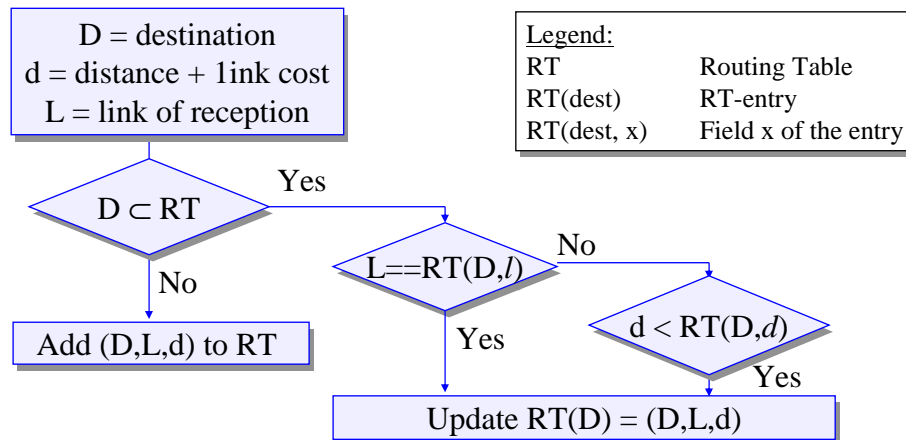 D = destination
d = distance + 1ink cost
L = link of reception
Legend:
RT Routing Table
RT(dest) RT-entry
RT(dest, x) Field x of the entry
Yes
D ⊂ RT
No
L==RT(D,l)
No
Add (D,L,d) to RT
Yes
d < RT(D,d)
Yes
Update RT(D) = (D,L,d)